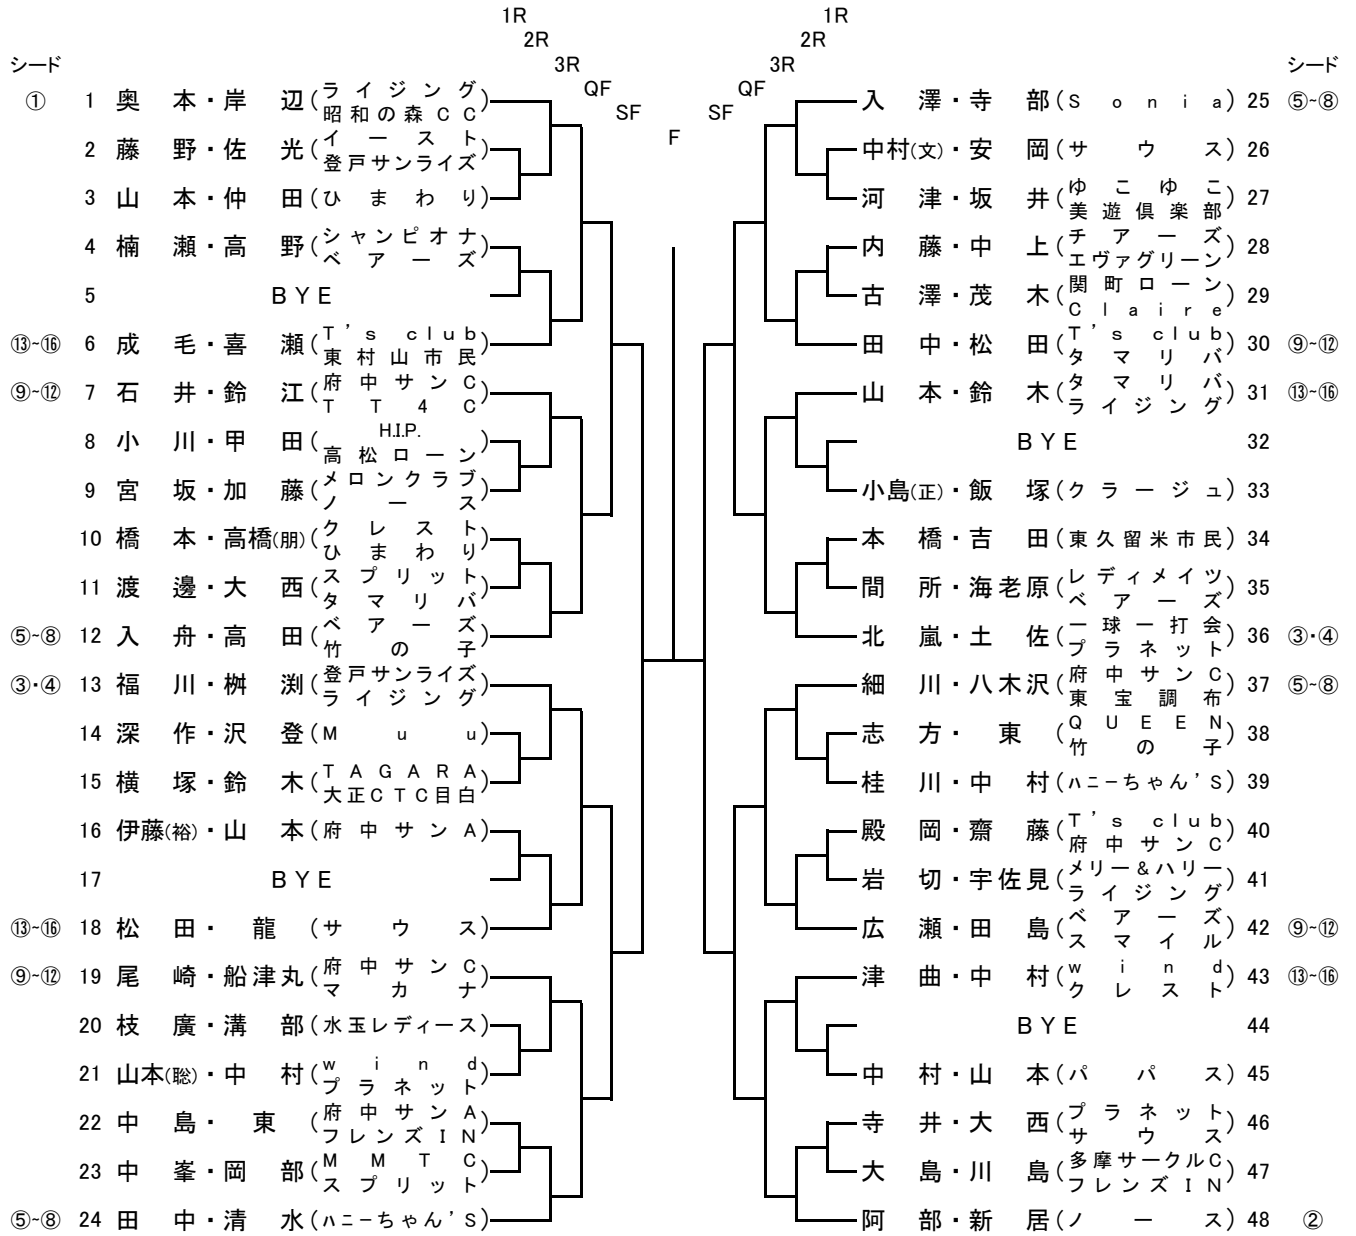 1R 1R
2R 2R
シード 3R 3R シード
QF QF
SF SF
F
① 1 奥本・岸辺(ライジング 昭和の森CC)
2 藤野・佐光(イースト 登戸サンライズ)
3 山本・仲田(ひまわり)
4 楠瀬・高野(シャンピオナ ベアーズ)
5 BYE
⑬~⑯ 6 成毛・喜瀬(T's club 東村山市民)
⑨~⑫ 7 石井・鈴江(府中サンC TT4C)
8 小川・甲田(H.I.P. 高松ローン)
9 宮坂・加藤(メロンクラブ ノース)
10 橋本・高橋(朋)(クレスト ひまわり)
11 渡邊・大西(スプリット タマリバ)
⑤~⑧ 12 入舟・高田(ベアーズ 竹の子)
③・④ 13 福川・桝渕(登戸サンライズ ライジング)
14 深作・沢登(Muu)
15 横塚・鈴木(TAGARA 大正CTC目白)
16 伊藤(裕)・山本(府中サンA)
17 BYE
⑬~⑯ 18 松田・龍(サウス)
⑨~⑫ 19 尾崎・船津丸(府中サンC マカナ)
20 枝廣・溝部(水玉レディース)
21 山本(聡)・中村(wind プラネット)
22 中島・東(府中サンA フレンズIN)
23 中峯・岡部(MMTC スプリット)
⑤~⑧ 24 田中・清水(ハニーちゃん'S)
入澤・寺部(Sonia) 25 ⑤~⑧
中村(文)・安岡(サウス) 26
河津・坂井(ゆこゆこ 美遊倶楽部) 27
内藤・中上(チアーズ エヴァグリーン) 28
古澤・茂木(関町ローン Claire) 29
田中・松田(T's club タマリバ) 30 ⑨~⑫
山本・鈴木(タマリバ ライジング) 31 ⑬~⑯
BYE 32
小島(正)・飯塚(クラージュ) 33
本橋・吉田(東久留米市民) 34
間所・海老原(レディメイツ ベアーズ) 35
北嵐・土佐(一球一打会 プラネット) 36 ③・④
細川・八木沢(府中サンC 東宝調布) 37 ⑤~⑧
志方・東(QUEEN 竹の子) 38
桂川・中村(ハニーちゃん'S) 39
殿岡・齋藤(T's club 府中サンC) 40
岩切・宇佐見(メリー&ハリー ライジング) 41
広瀬・田島(ベアーズ スマイル) 42 ⑨~⑫
津曲・中村(wind クレスト) 43 ⑬~⑯
BYE 44
中村・山本(パパス) 45
寺井・大西(プラネット サウス) 46
大島・川島(多摩サークルC フレンズIN) 47
阿部・新居(ノース) 48 ②